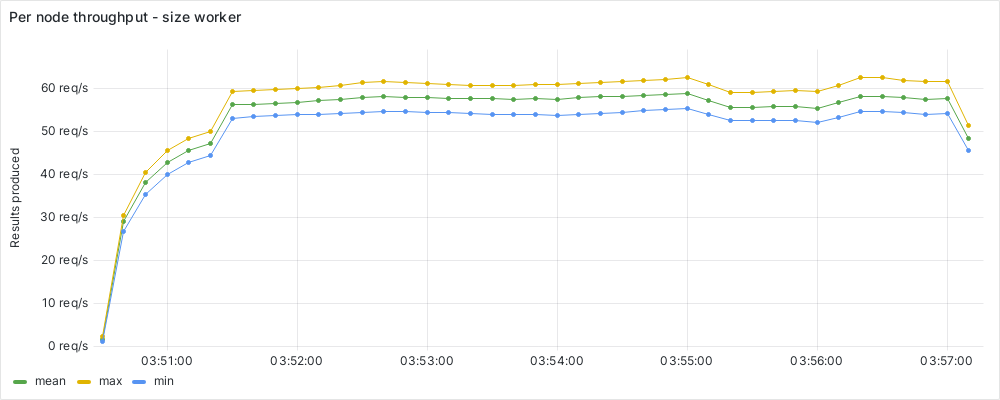 Per node throughput - size worker
Results produced
60 req/s
50 req/s
40 req/s
30 req/s
20 req/s
10 req/s
0 req/s
03:51:00 03:52:00 03:53:00 03:54:00 03:55:00 03:56:00 03:57:00
mean max min